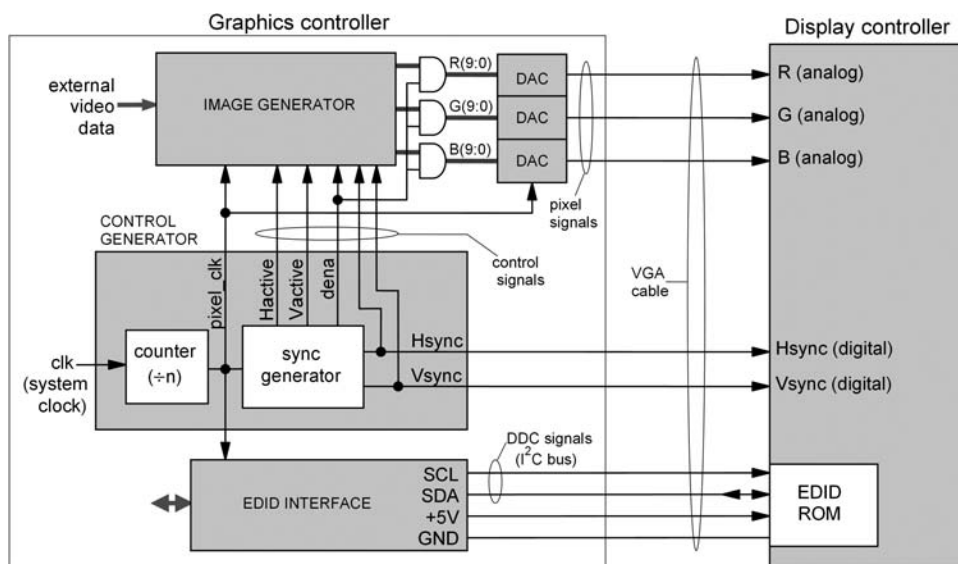 Graphics controller
Display controller
external
video
data
IMAGE GENERATOR
R(9:0)
G(9:0)
B(9:0)
DAC
DAC
DAC
R (analog)
G (analog)
B (analog)
pixel
signals
CONTROL
GENERATOR
control
signals
VGA
cable
pixel_clk
Hactive
Vactive
dena
clk
(system
clock)
counter
(÷n)
sync
generator
Hsync
Vsync
Hsync (digital)
Vsync (digital)
DDC signals
(I²C bus)
EDID INTERFACE
SCL
SDA
+5V
GND
EDID
ROM